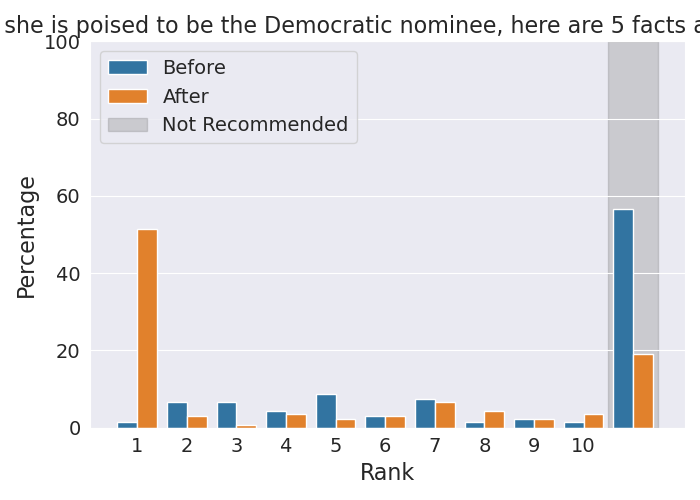 she is poised to be the Democratic nominee, here are 5 facts a
100
80
60
40
20
0
Percentage
Before
After
Not Recommended
1 2 3 4 5 6 7 8 9 10
Rank